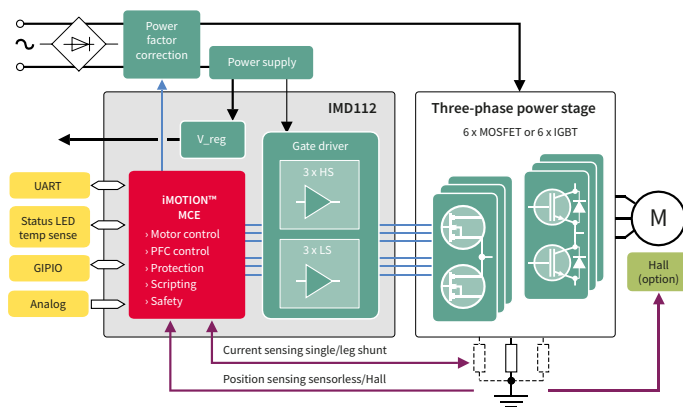 Power
factor
correction
Power supply
IMD112
Three-phase power stage
6 x MOSFET or 6 x IGBT
V_reg
Gate driver
3 x HS
3 x LS
iMOTION™
MCE
› Motor control
› PFC control
› Protection
› Scripting
› Safety
UART
Status LED
temp sense
GIPIO
Analog
M
Hall
(option)
Current sensing single/leg shunt
Position sensing sensorless/Hall